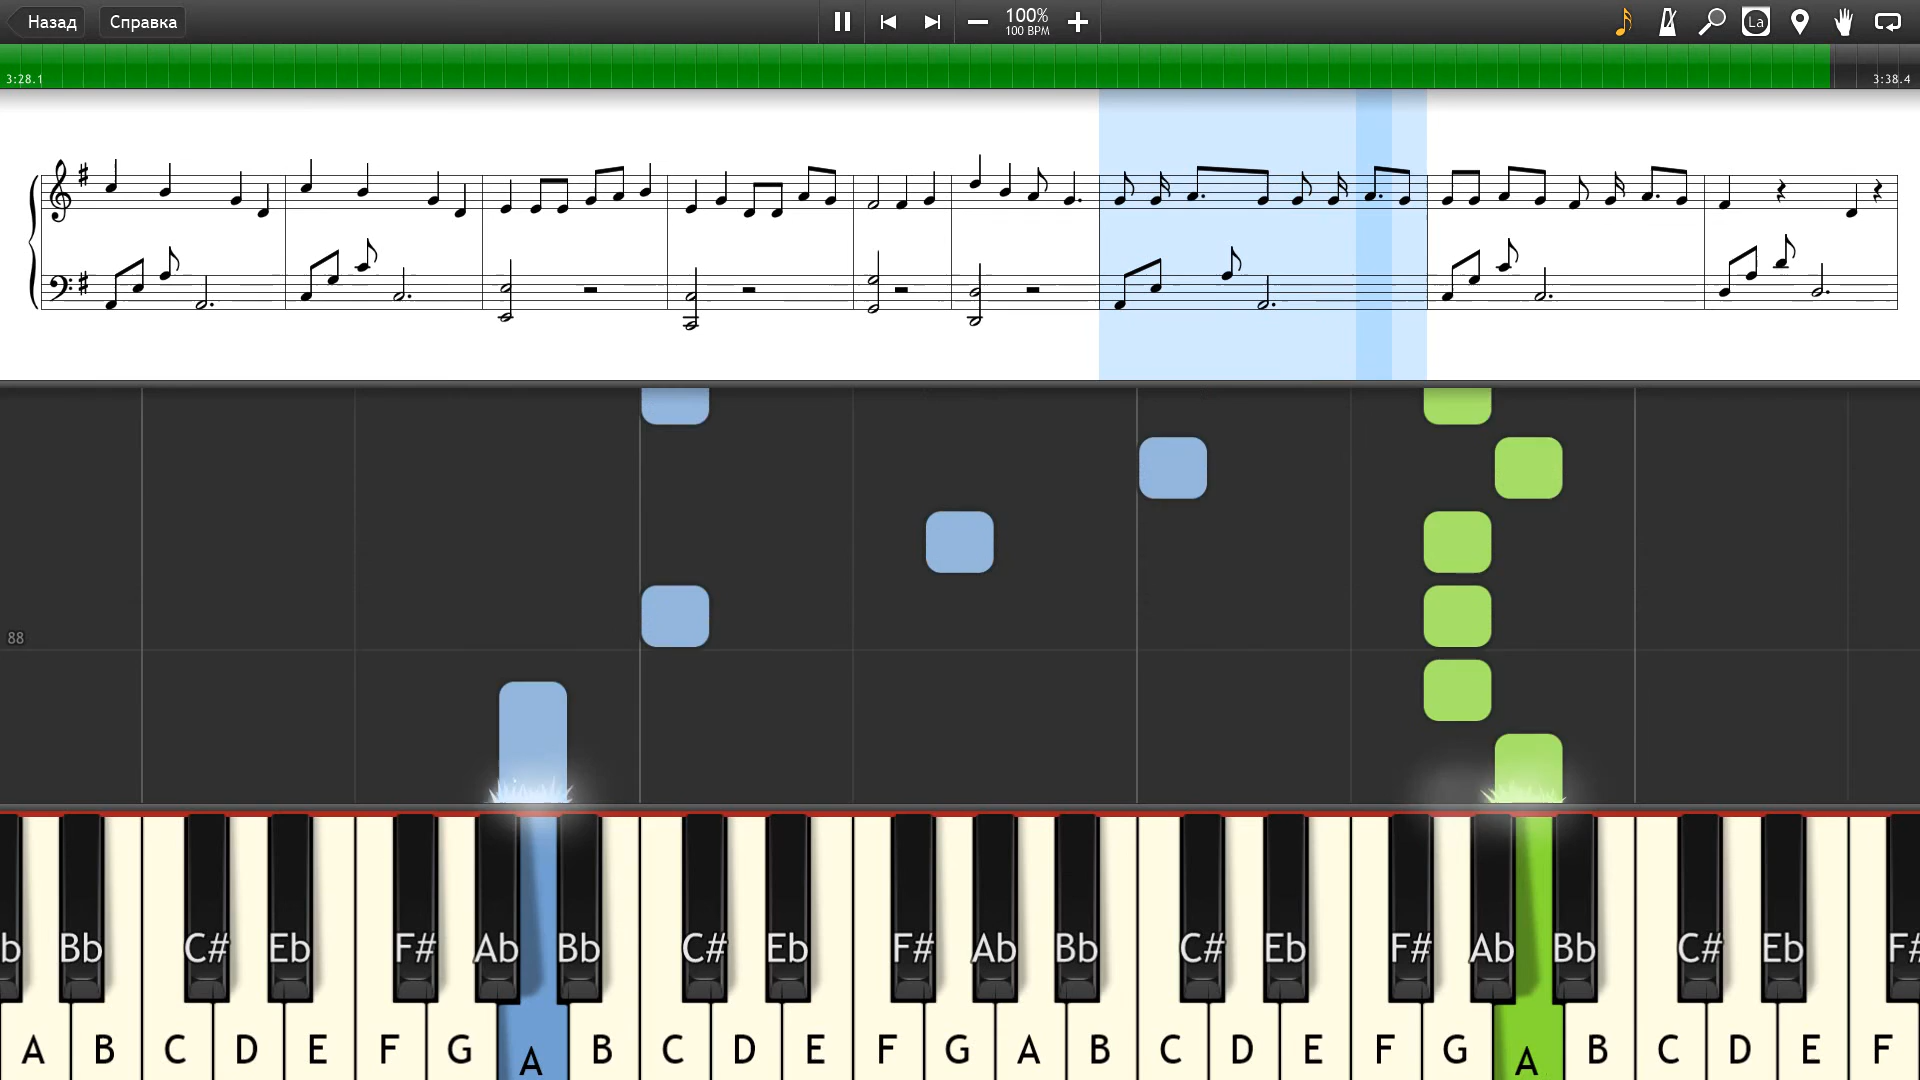 Назад
Справка
100%
100 BPM
La
3:28.1
3:38.4
88
b Bb C# Eb F# Ab Bb C# Eb F# Ab Bb C# Eb F# Ab Bb C# Eb F#
A B C D E F G A B C D E F G A B C D E F G A B C D E F